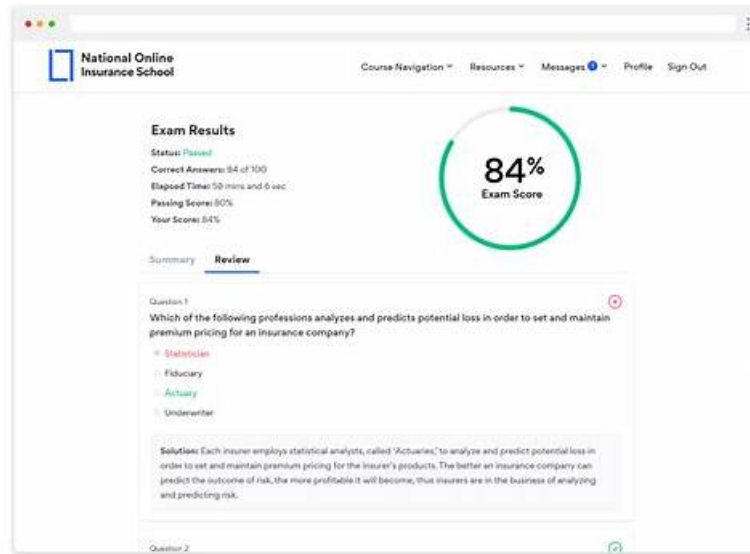 National Online
Insurance School
Course Navigation
Resources
Messages
Profile
Sign Out
Exam Results
Status: Passed
Correct Answers: 84 of 100
Elapsed Time: 58 mins and 6 sec
Passing Score: 80%
Your Score: 84%
84%
Exam Score
Summary
Review
Question 1
Which of the following professions analyzes and predicts potential loss in order to set and maintain
premium pricing for an insurance company?
Statistician
Fiduciary
Actuary
Underwriter
Solution: Each insurer employs statistical analysts, called 'Actuaries,' to analyze and predict potential loss in
order to set and maintain premium pricing for the insurer's products. The better an insurance company can
predict the outcome of risk, the more profitable it will become, thus insurers are in the business of analyzing
and predicting risk.
Question 2